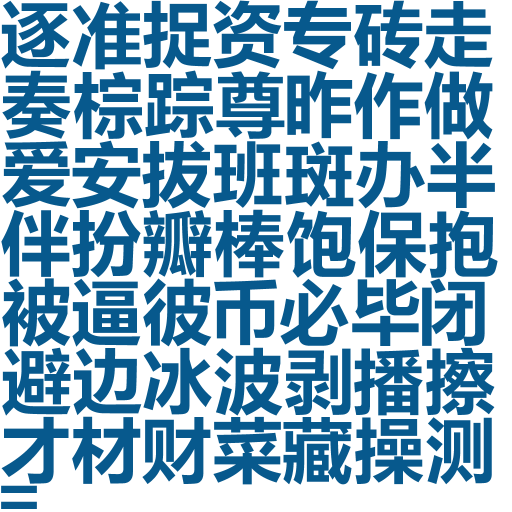 逐准捉资专砖走
奏棕踪尊昨作做
爱安拔班斑办半
伴扮瓣棒饱保抱
被逼彼币必毕闭
避边冰波剥播擦
才材财菜藏操测